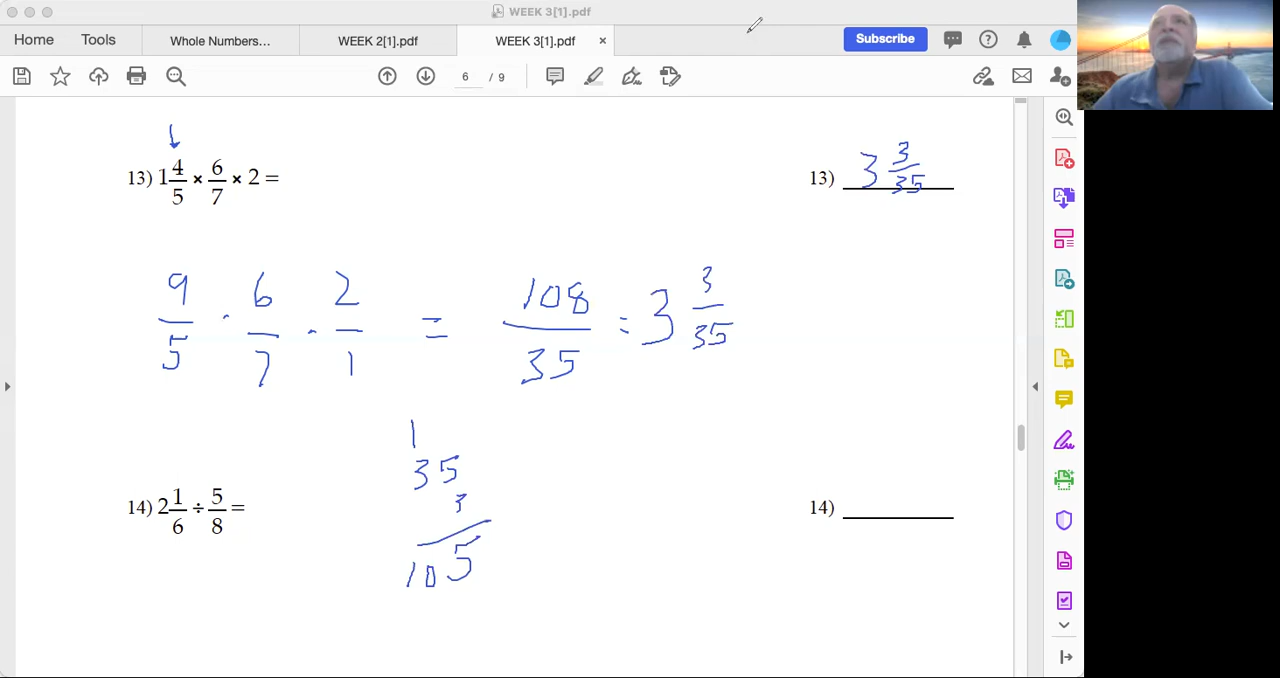 WEEK 3[1].pdf
Home Tools Whole Numbers... WEEK 2[1].pdf WEEK 3[1].pdf × Subscribe
6 / 9
13) 1 4/5 × 6/7 × 2 =
13) 3 3/35
9/5 · 6/7 · 2/1 = 108/35 = 3 3/35
1
35
3
105
14) 2 1/6 ÷ 5/8 =
14)